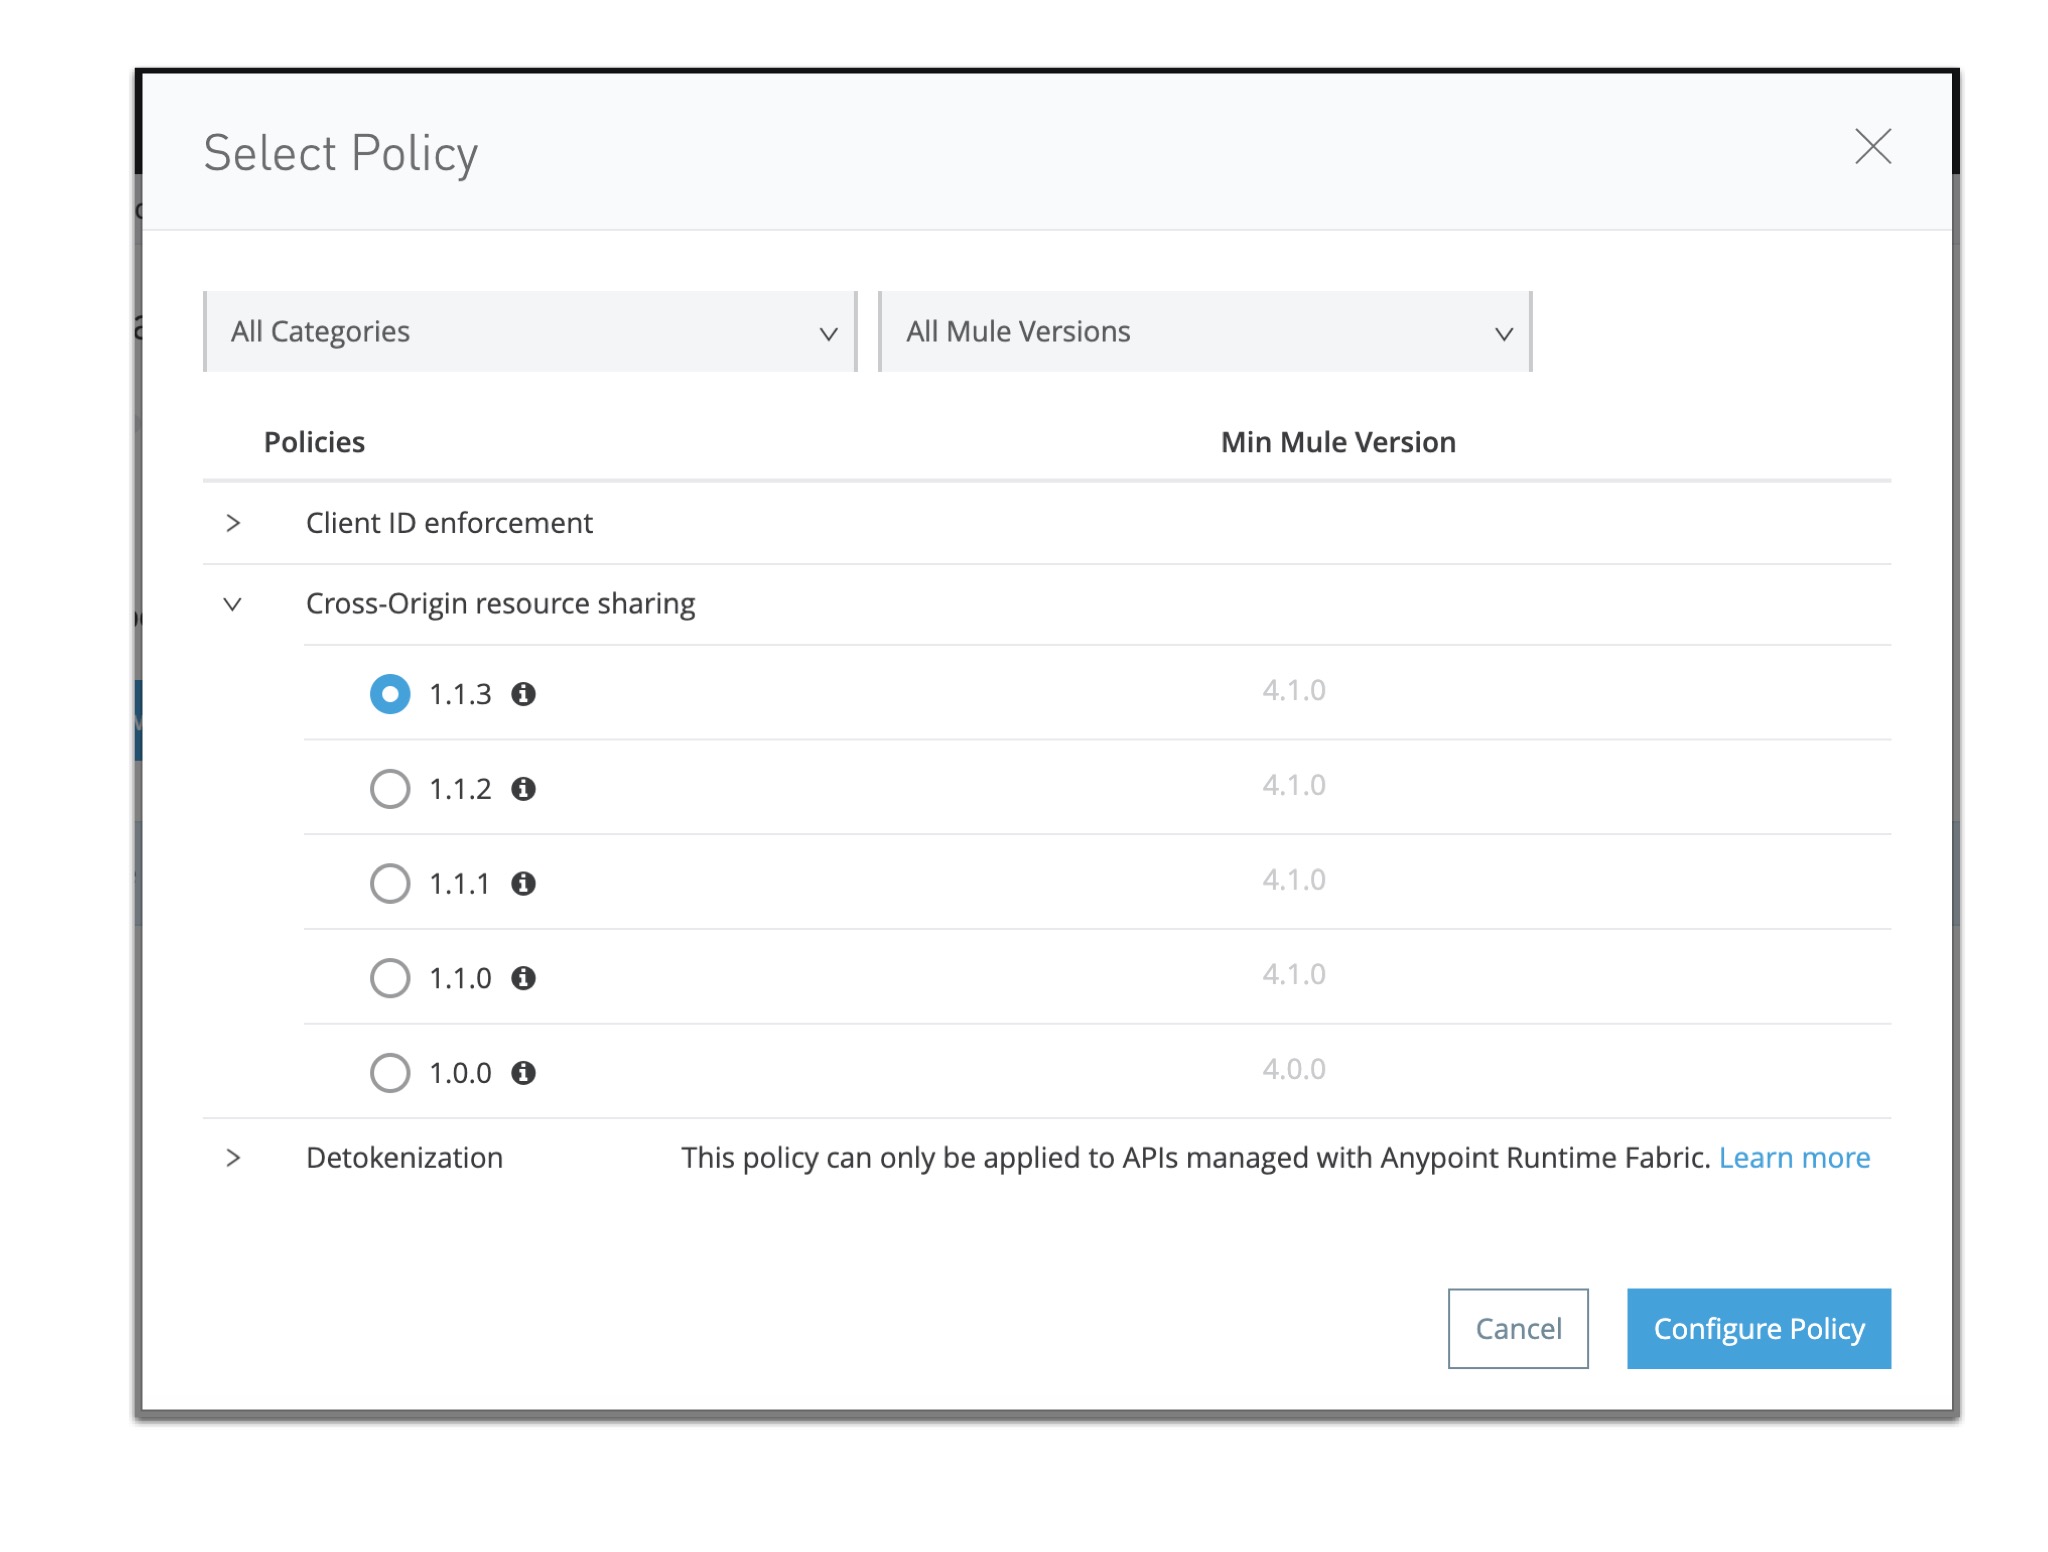 Select Policy
All Categories
All Mule Versions
Policies Min Mule Version
Client ID enforcement
Cross-Origin resource sharing
1.1.3 4.1.0
1.1.2 4.1.0
1.1.1 4.1.0
1.1.0 4.1.0
1.0.0 4.0.0
Detokenization This policy can only be applied to APIs managed with Anypoint Runtime Fabric. Learn more
Cancel Configure Policy